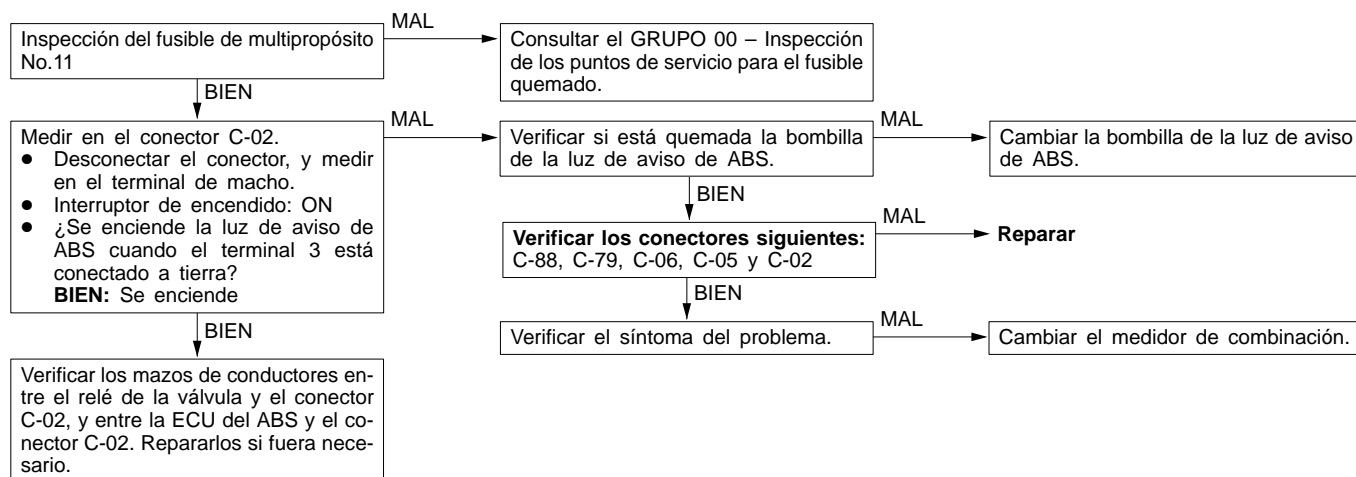 Inspección del fusible de multipropósito
No.11
MAL
Consultar el GRUPO 00 – Inspección
de los puntos de servicio para el fusible
quemado.
BIEN
Medir en el conector C-02.
● Desconectar el conector, y medir
en el terminal de macho.
● Interruptor de encendido: ON
● ¿Se enciende la luz de aviso de
ABS cuando el terminal 3 está
conectado a tierra?
BIEN: Se enciende
MAL
Verificar si está quemada la bombilla
de la luz de aviso de ABS.
MAL
Cambiar la bombilla de la luz de aviso
de ABS.
BIEN
Verificar los conectores siguientes:
C-88, C-79, C-06, C-05 y C-02
MAL
Reparar
BIEN
Verificar el síntoma del problema.
MAL
Cambiar el medidor de combinación.
BIEN
Verificar los mazos de conductores en-
tre el relé de la válvula y el conector
C-02, y entre la ECU del ABS y el co-
nector C-02. Repararlos si fuera nece-
sario.